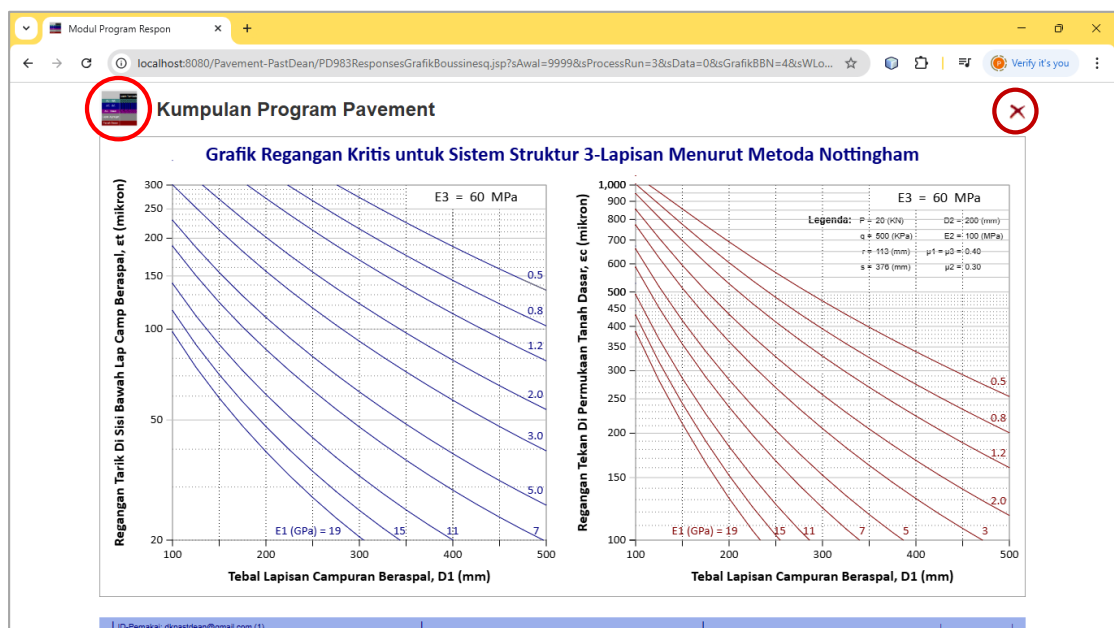 Modul Program Respon
localhost:8080/Pavement-PastDean/PD983ResponsesGrafikBoussinesq.jsp?sAwal=9999&sProcessRun=3&sData=0&sGrafikBBN=4&sWLo...
Verify it's you
Kumpulan Program Pavement
Grafik Regangan Kritis untuk Sistem Struktur 3-Lapisan Menurut Metoda Nottingham
Regangan Tarik Di Sisi Bawah Lap Camp Beraspal, εt (mikron)
300
250
200
150
100
50
20
E3 = 60 MPa
0.5
0.8
1.2
2.0
3.0
5.0
7
E1 (GPa) = 19
15
11
100
200
300
400
500
Tebal Lapisan Campuran Beraspal, D1 (mm)
Regangan Tekan Di Permukaan Tanah Dasar, εc (mikron)
1,000
900
800
700
600
500
450
400
350
300
250
200
150
100
E3 = 60 MPa
Legenda: P = 20 (KN) D2 = 200 (mm)
q = 500 (KPa) E2 = 100 (MPa)
r = 113 (mm) μ1 = μ3 = 0.40
s = 376 (mm) μ2 = 0.30
0.5
0.8
1.2
2.0
E1 (GPa) = 19
15
11
7
5
3
100
200
300
400
500
Tebal Lapisan Campuran Beraspal, D1 (mm)
ID-Pemakai: dkpastdean@gmail.com (1)